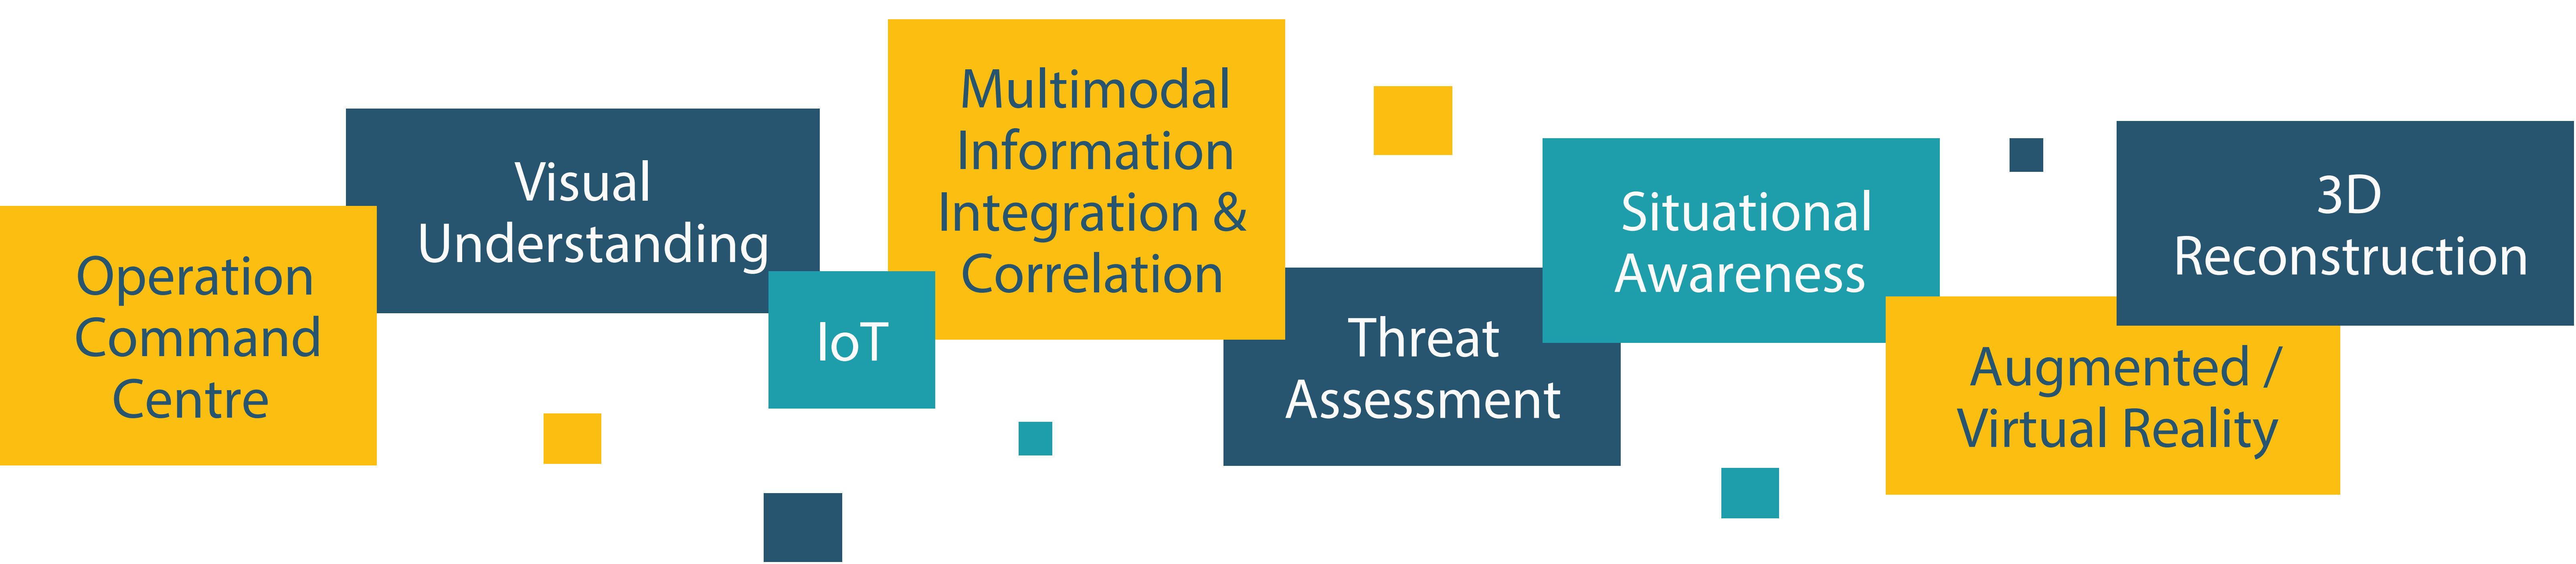 Operation
Command
Centre
Visual
Understanding
IoT
Multimodal
Information
Integration &
Correlation
Threat
Assessment
Situational
Awareness
Augmented /
Virtual Reality
3D
Reconstruction